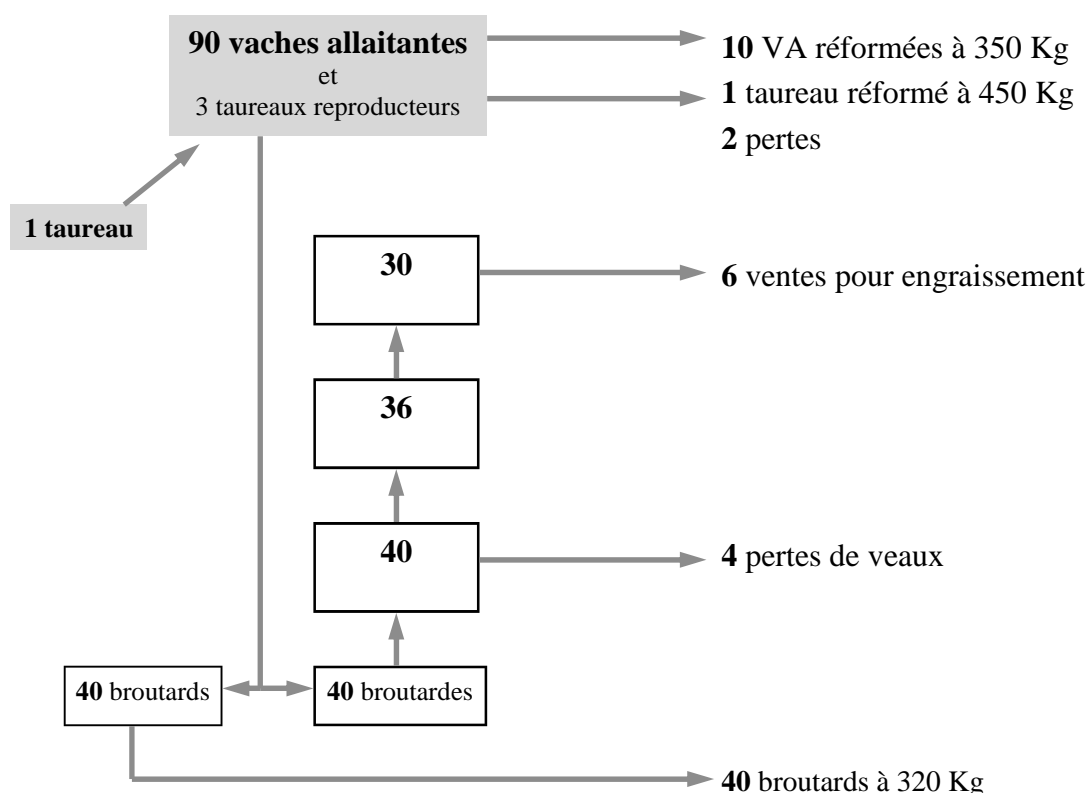 90 vaches allaitantes
et
3 taureaux reproducteurs
10 VA réformées à 350 Kg
1 taureau réformé à 450 Kg
2 pertes
1 taureau
30
6 ventes pour engraissement
36
40
4 pertes de veaux
40 broutards
40 broutardes
40 broutards à 320 Kg